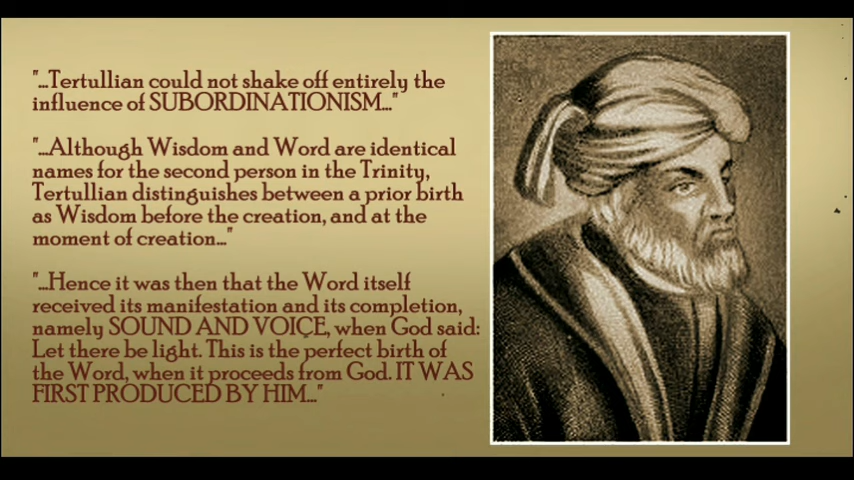 "...Tertullian could not shake off entirely the
influence of SUBORDINATIONISM..."
"...Although Wisdom and Word are identical
names for the second person in the Trinity,
Tertullian distinguishes between a prior birth
as Wisdom before the creation, and at the
moment of creation..."
"...Hence it was then that the Word itself
received its manifestation and its completion,
namely SOUND AND VOICE, when God said:
Let there be light. This is the perfect birth of
the Word, when it proceeds from God. IT WAS
FIRST PRODUCED BY HIM..."